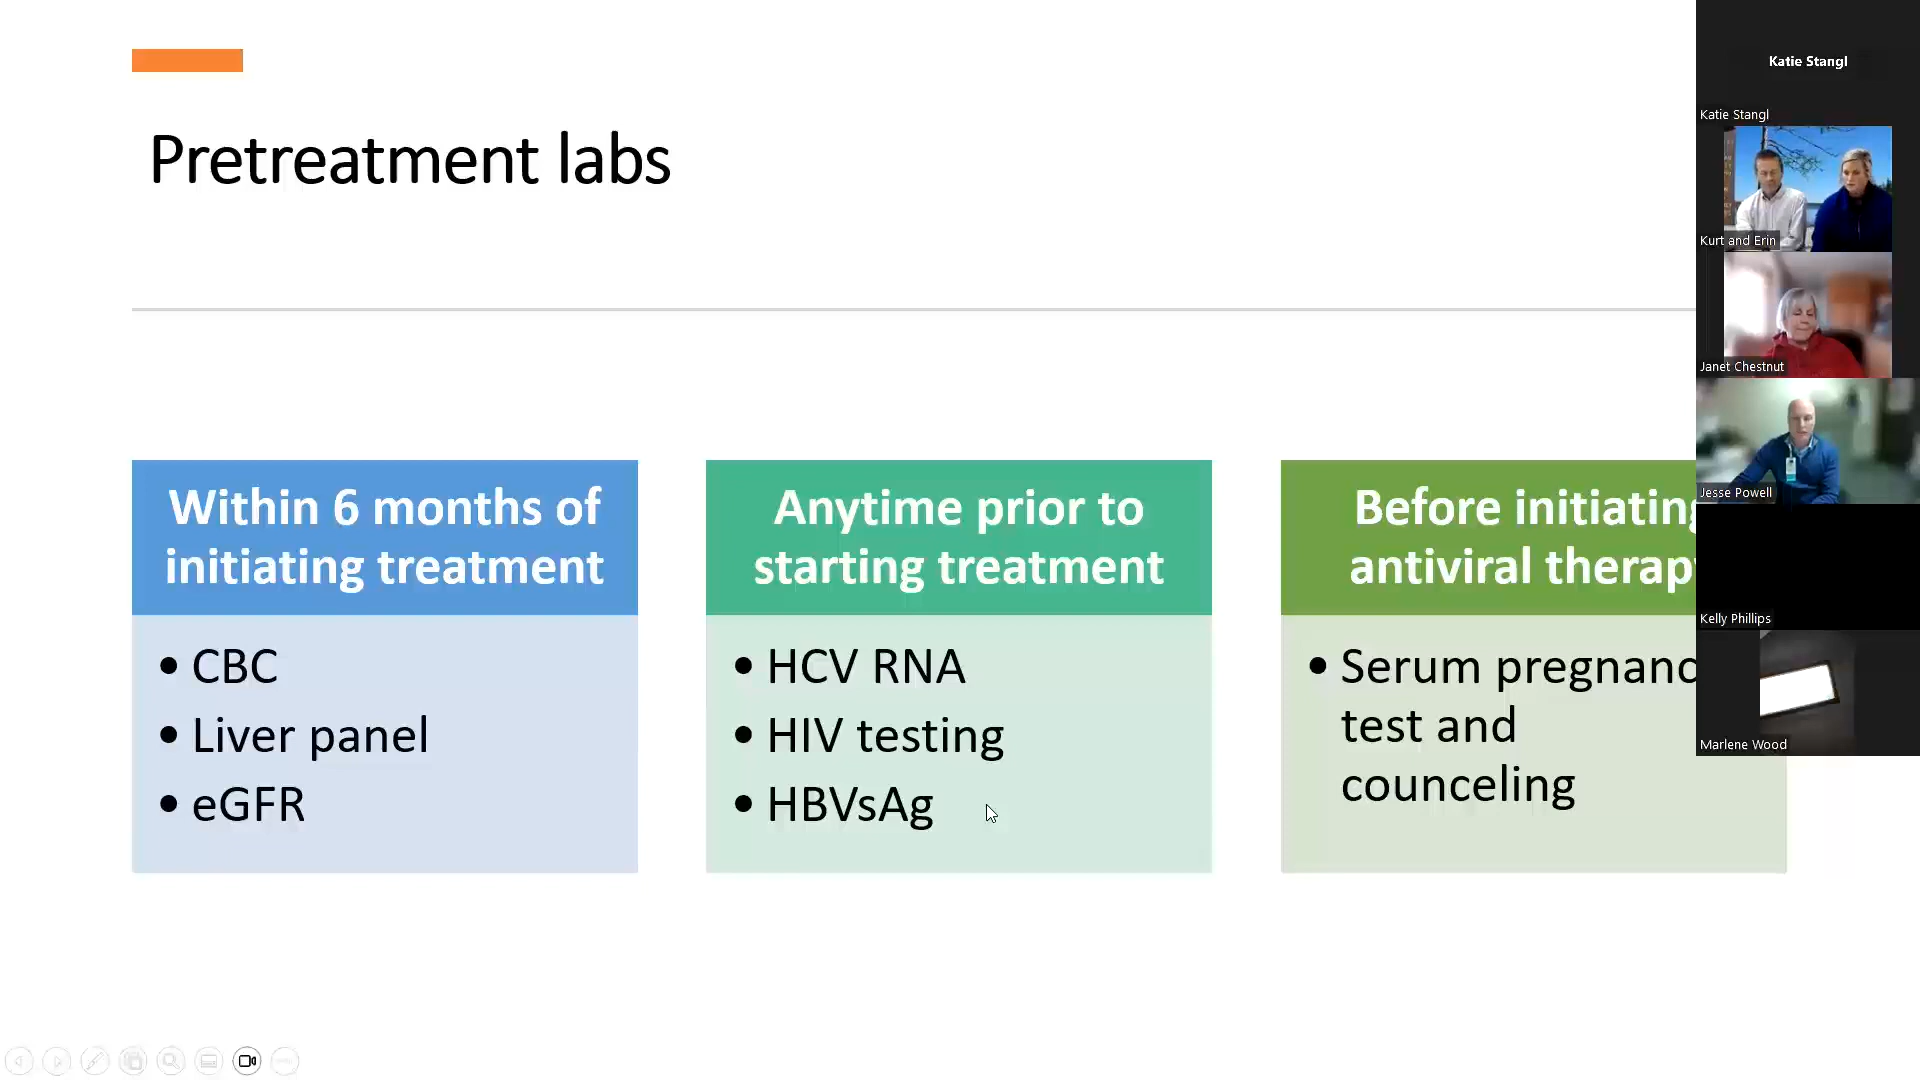 Pretreatment labs
Within 6 months of
initiating treatment
• CBC
• Liver panel
• eGFR
Anytime prior to
starting treatment
• HCV RNA
• HIV testing
• HBVsAg
Before initiating
antiviral therapy
• Serum pregnanc
test and
counceling
Katie Stangl
Katie Stangl
Kurt and Erin
Janet Chestnut
Jesse Powell
Kelly Phillips
Marlene Wood